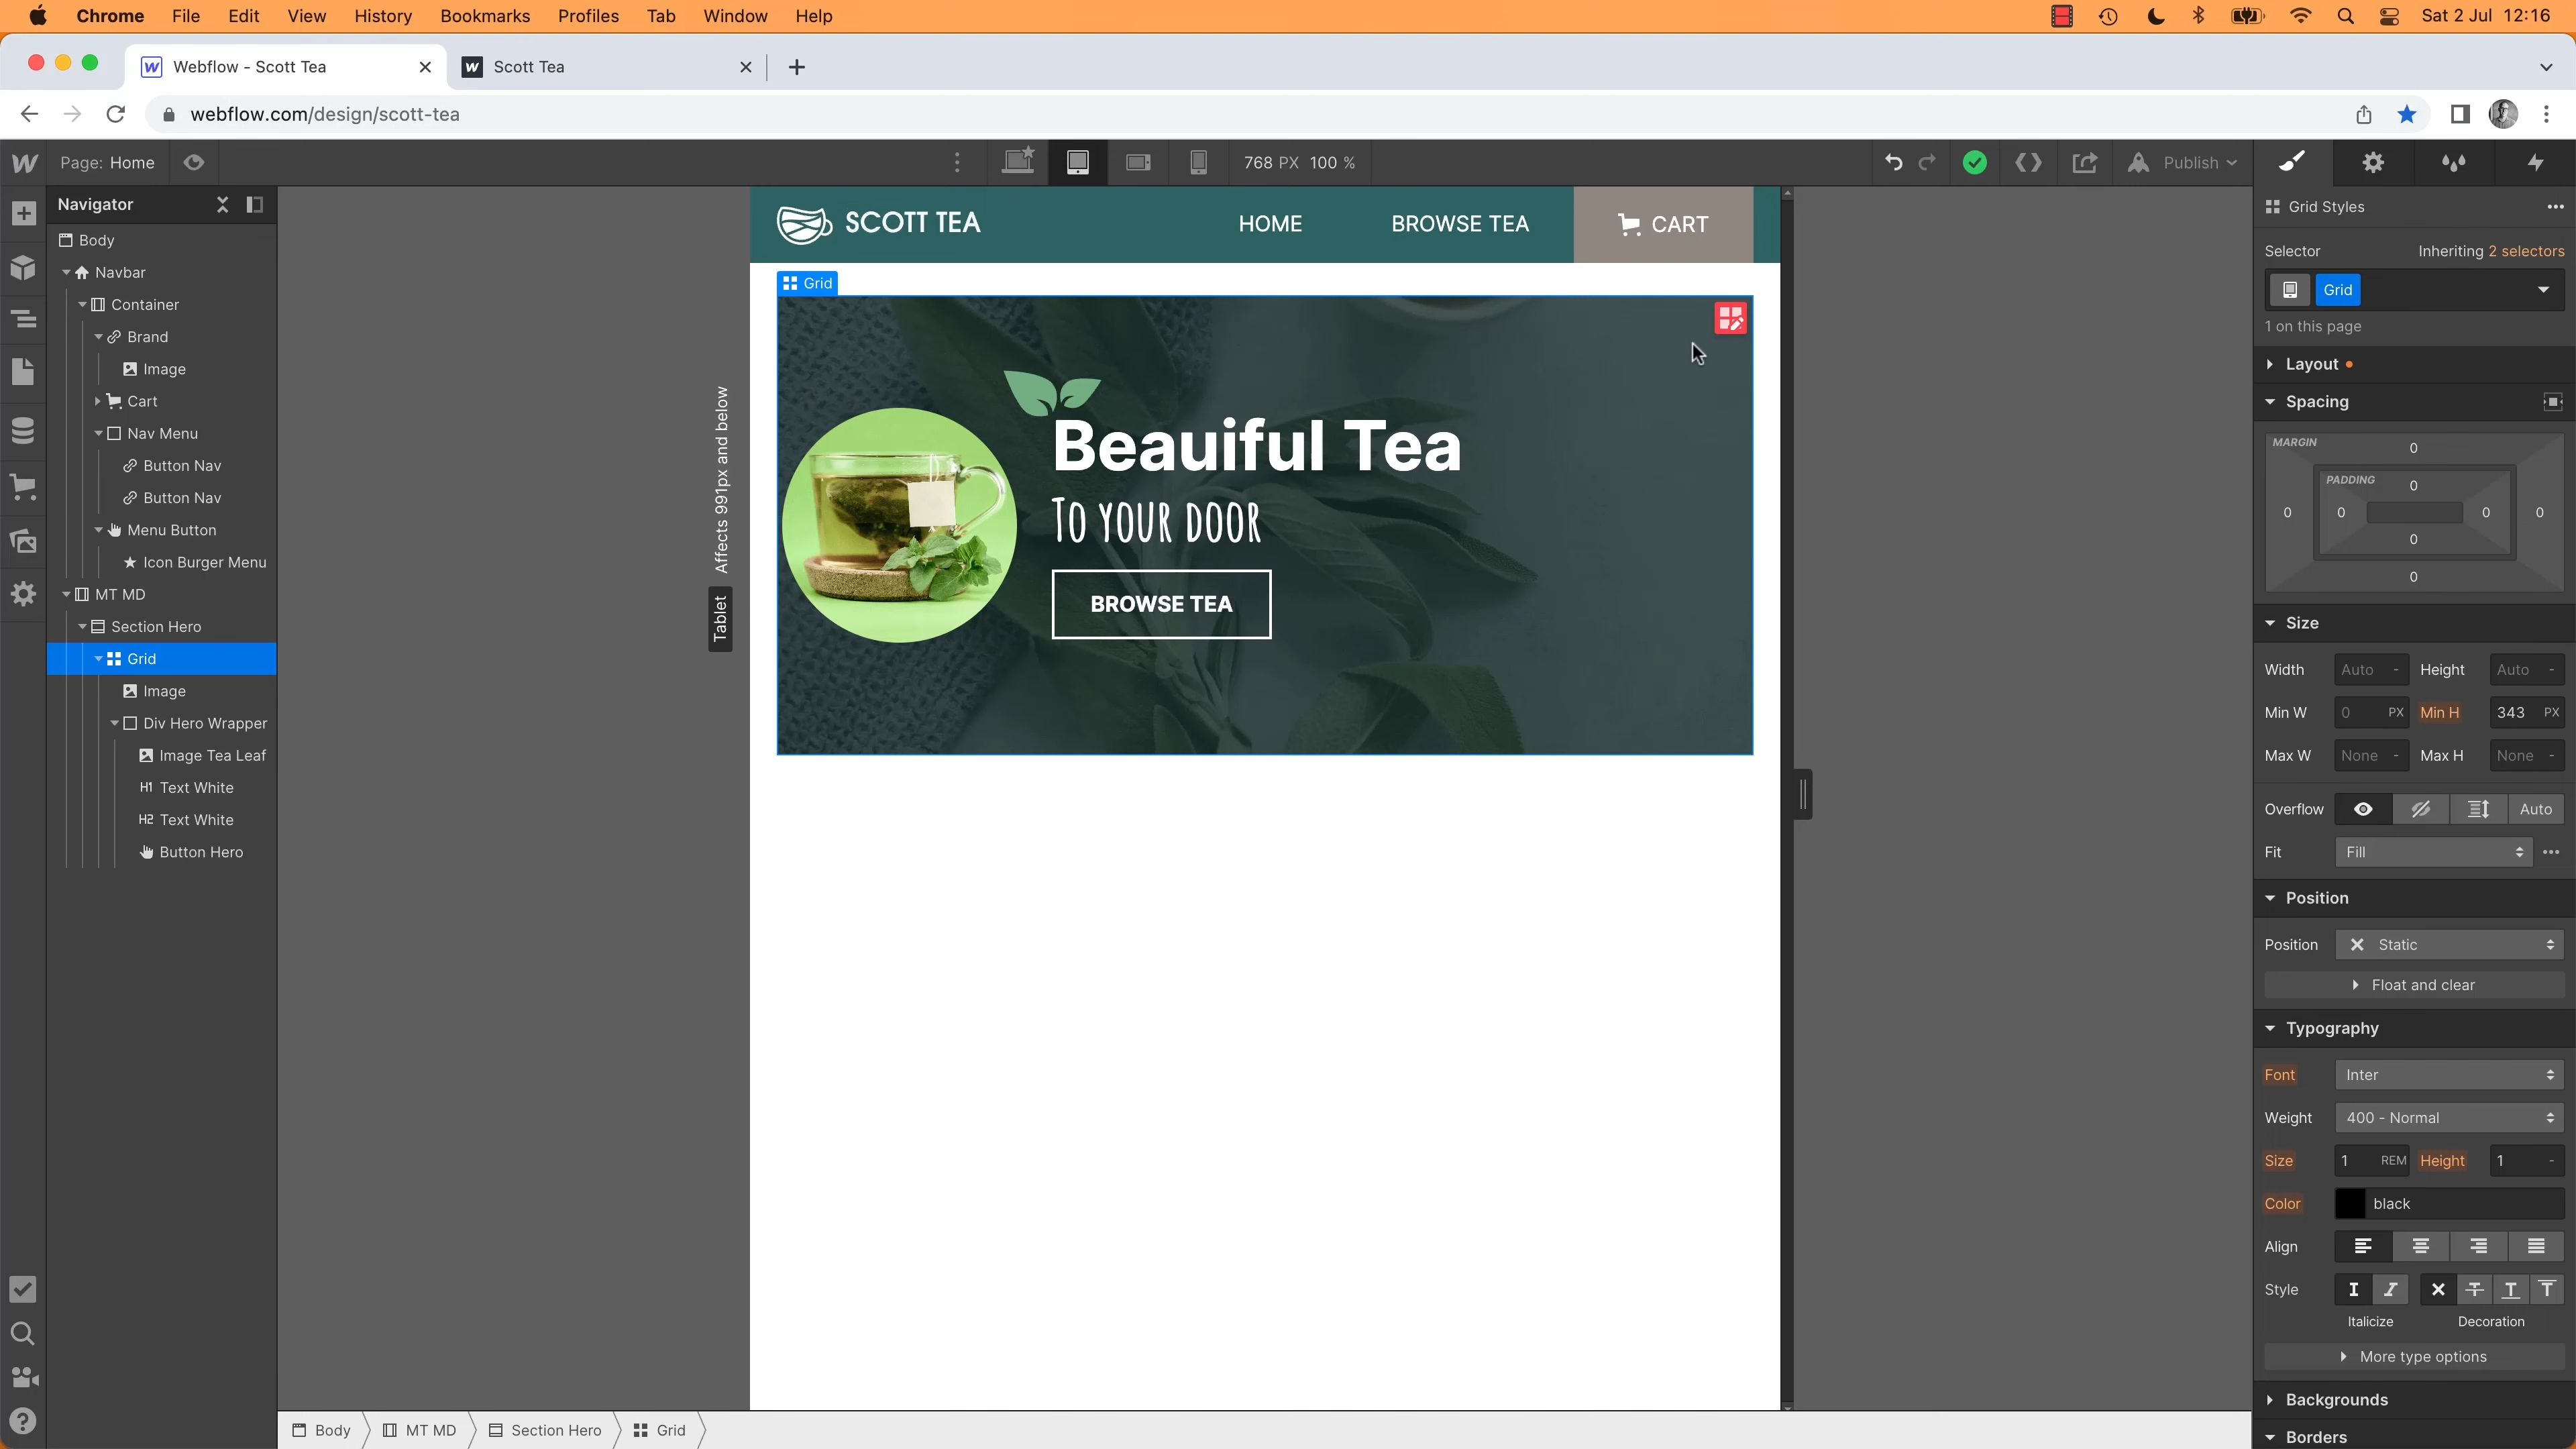 Chrome File Edit View History Bookmarks Profiles Tab Window Help Sat 2 Jul 12:16
Webflow - Scott Tea Scott Tea
webflow.com/design/scott-tea
Page: Home 768 PX 100 % Publish
Navigator
Body
Navbar
Container
Brand
Image
Cart
Nav Menu
Button Nav
Button Nav
Menu Button
Icon Burger Menu
MT MD
Section Hero
Grid
Image
Div Hero Wrapper
Image Tea Leaf
H1 Text White
H2 Text White
Button Hero
Affects 991px and below
Tablet
SCOTT TEA HOME BROWSE TEA CART
Grid
Beauiful Tea
To your door
BROWSE TEA
Body MT MD Section Hero Grid
Grid Styles
Selector Inheriting 2 selectors
Grid
1 on this page
Layout
Spacing
MARGIN
0
PADDING
0
0 0 0 0
0
0
Size
Width Auto - Height Auto -
Min W 0 PX Min H 343 PX
Max W None - Max H None -
Overflow Auto
Fit Fill
Position
Position Static
Float and clear
Typography
Font Inter
Weight 400 - Normal
Size 1 REM Height 1 -
Color black
Align
Style
Italicize Decoration
More type options
Backgrounds
Borders